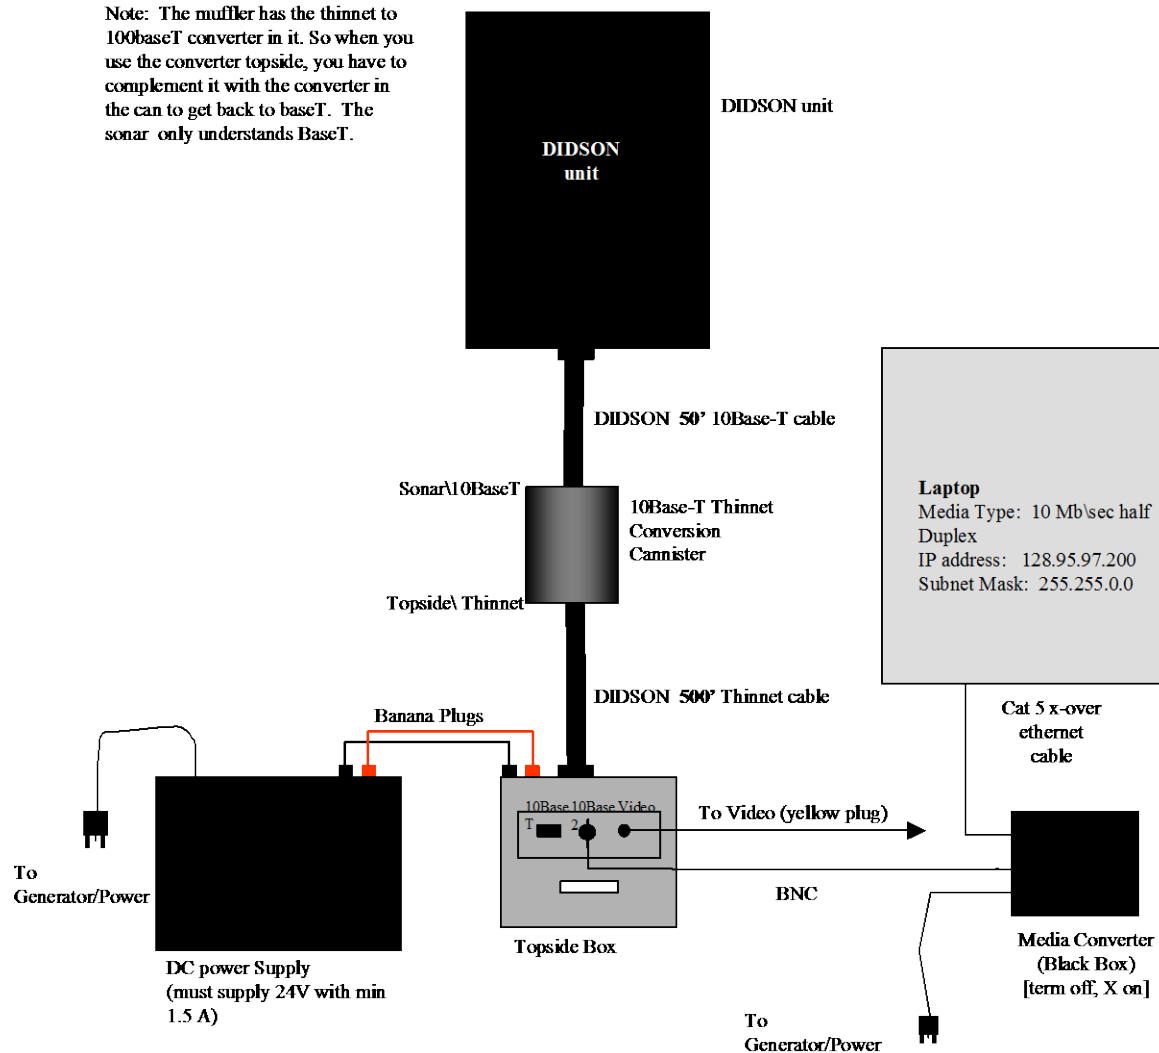 Note:  The muffler has the thinnet to
100baseT converter in it. So when you
use the converter topside, you have to
complement it with the converter in
the can to get back to baseT.  The
sonar  only understands BaseT.
DIDSON unit
DIDSON
unit
DIDSON  50’ 10Base-T cable
Sonar\10BaseT
10Base-T Thinnet
Conversion
Cannister
Topside\ Thinnet
Laptop
Media Type:  10 Mb\sec half
Duplex
IP address:   128.95.97.200
Subnet Mask:  255.255.0.0
DIDSON  500’ Thinnet cable
Banana Plugs
Cat 5 x-over
ethernet
cable
10Base 10Base Video
T 2
To Video (yellow plug)
To
Generator/Power
BNC
Topside Box
Media Converter
(Black Box)
[term off, X on]
DC power Supply
(must supply 24V with min
1.5 A)
To
Generator/Power